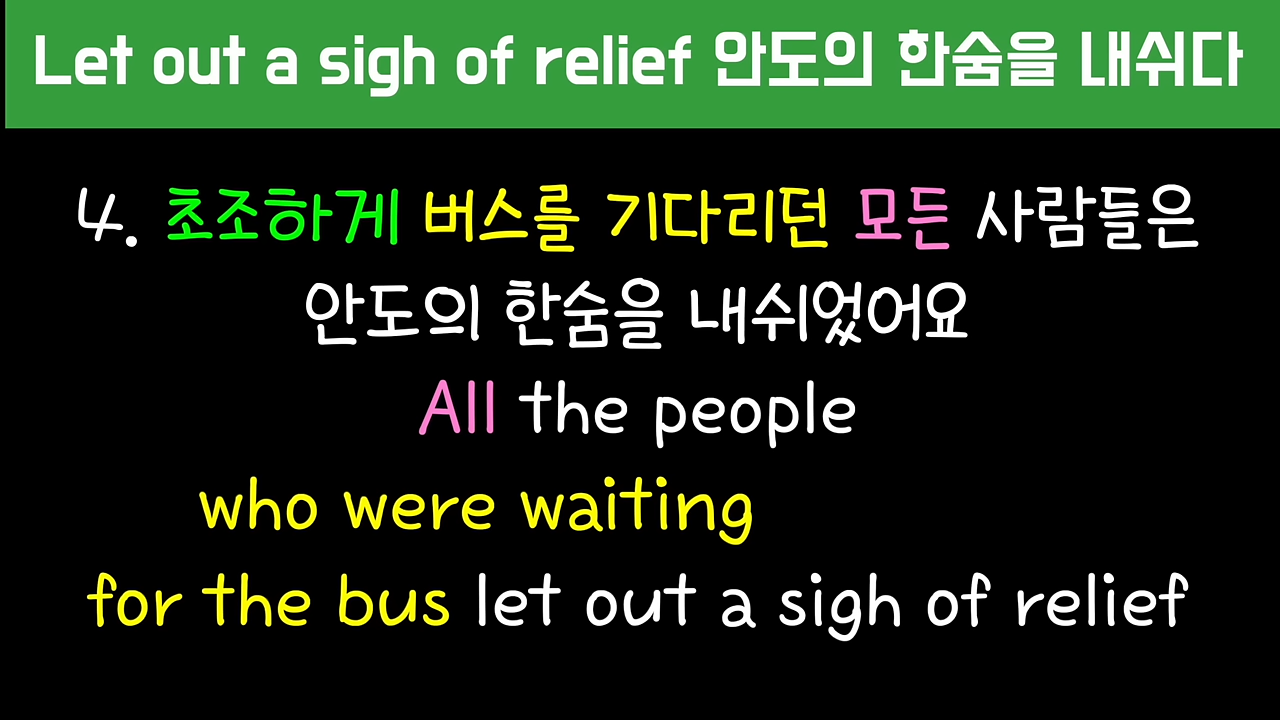 Let out a sigh of relief 안도의 한숨을 내쉬다
4. 초조하게 버스를 기다리던 모든 사람들은
안도의 한숨을 내쉬었어요
All the people
who were waiting
for the bus let out a sigh of relief